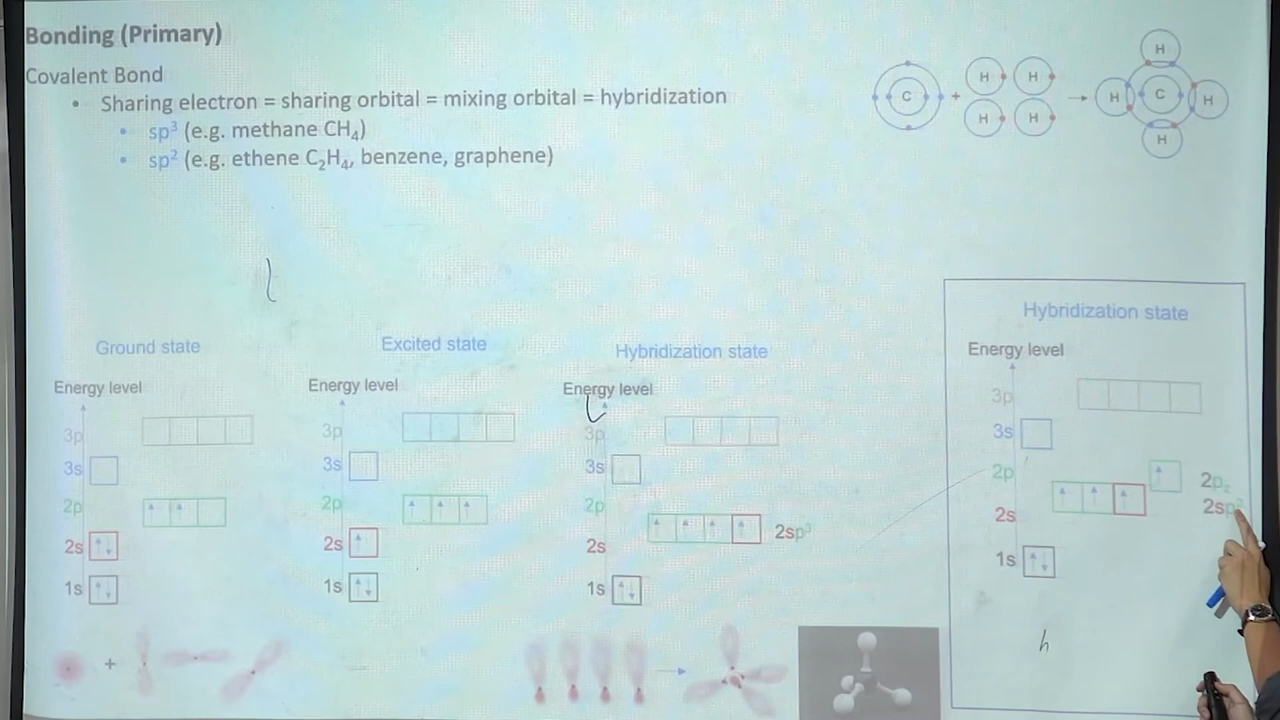 Bonding (Primary)
Covalent Bond
• Sharing electron = sharing orbital = mixing orbital = hybridization
• sp³ (e.g. methane CH₄)
• sp² (e.g. ethene C₂H₄, benzene, graphene)
C + H H H H → H H C H H
Ground state
Energy level
3p
3s
2p
2s
1s
+
Excited state
Energy level
3p
3s
2p
2s
1s
Hybridization state
Energy level
3p
3s
2p
2s
2sp³
1s
Hybridization state
Energy level
3p
3s
2p
2p_z
2s
2sp
1s
h